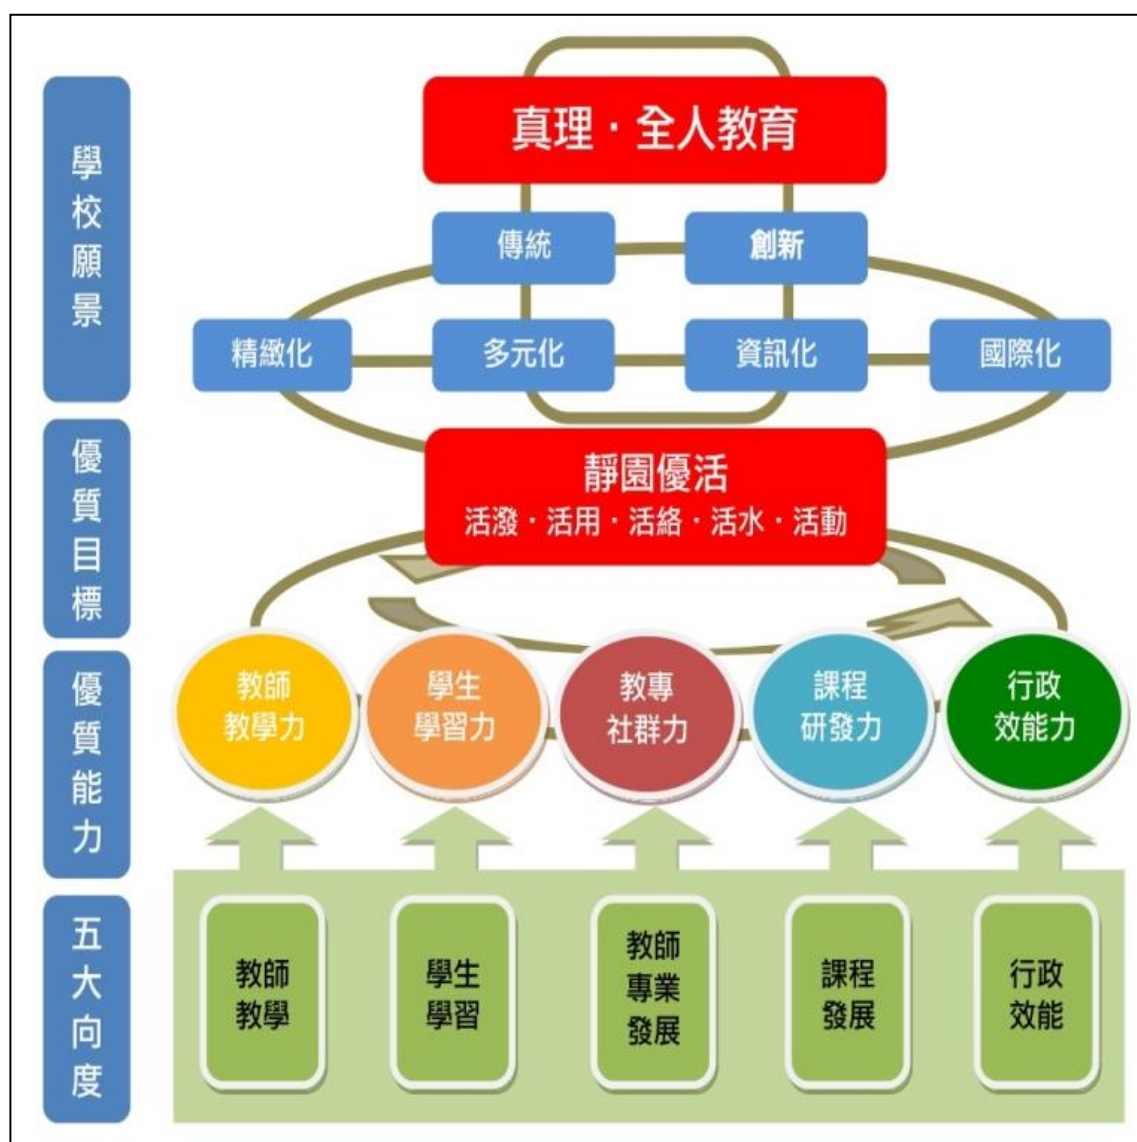 學校願景
真理·全人教育
傳統
創新
精緻化
多元化
資訊化
國際化
優質目標
靜園優活
活潑·活用·活絡·活水·活動
優質能力
教師
教學力
學生
學習力
教專
社群力
課程
研發力
行政
效能力
五大向度
教師
教學
學生
學習
教師
專業
發展
課程
發展
行政
效能